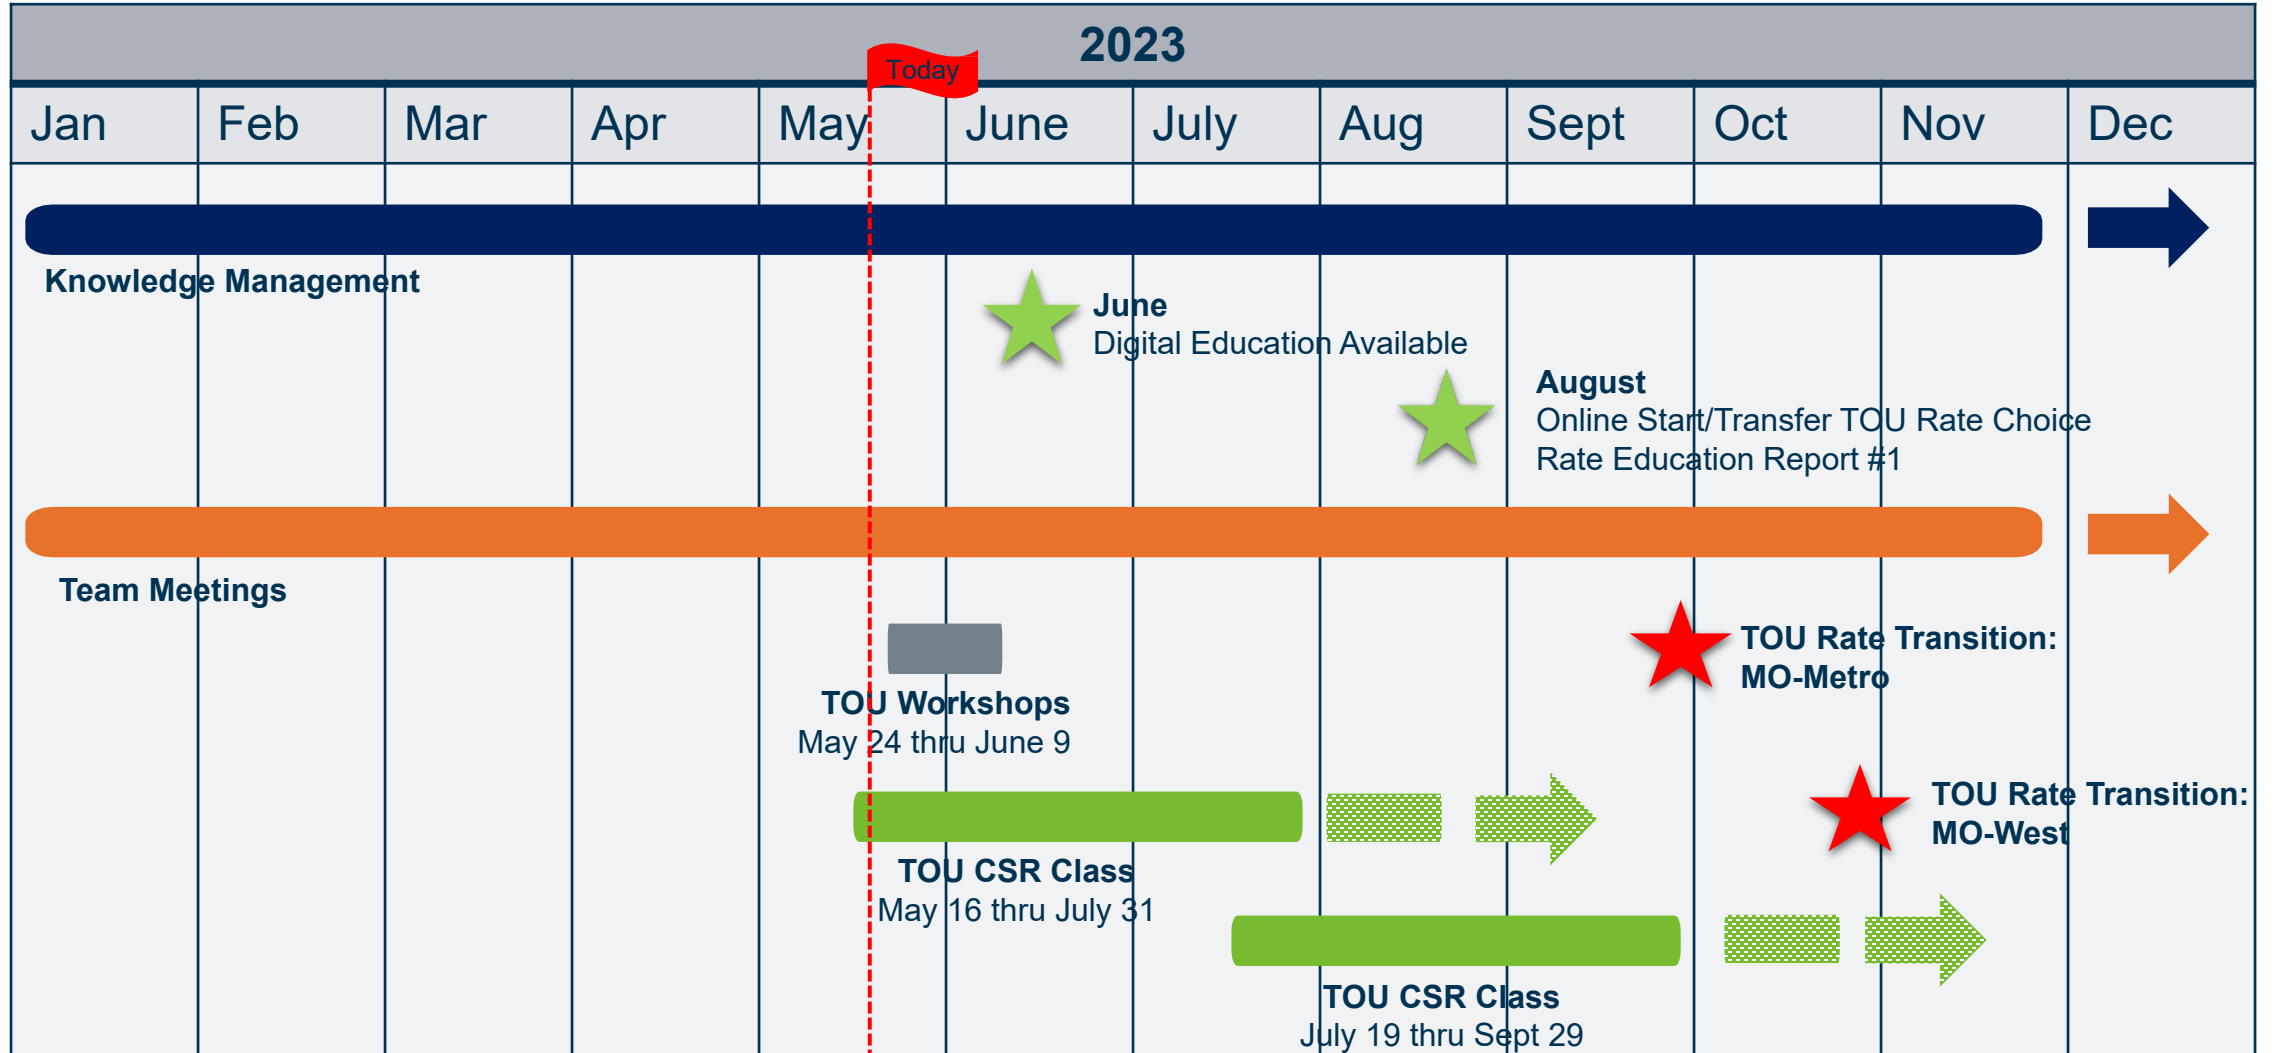 2023
Today
Jan
Feb
Mar
Apr
May
June
July
Aug
Sept
Oct
Nov
Dec
Knowledge Management
June
Digital Education Available
August
Online Start/Transfer TOU Rate Choice
Rate Education Report #1
Team Meetings
TOU Rate Transition:
MO-Metro
TOU Workshops
May 24 thru June 9
TOU Rate Transition:
MO-West
TOU CSR Class
May 16 thru July 31
TOU CSR Class
July 19 thru Sept 29